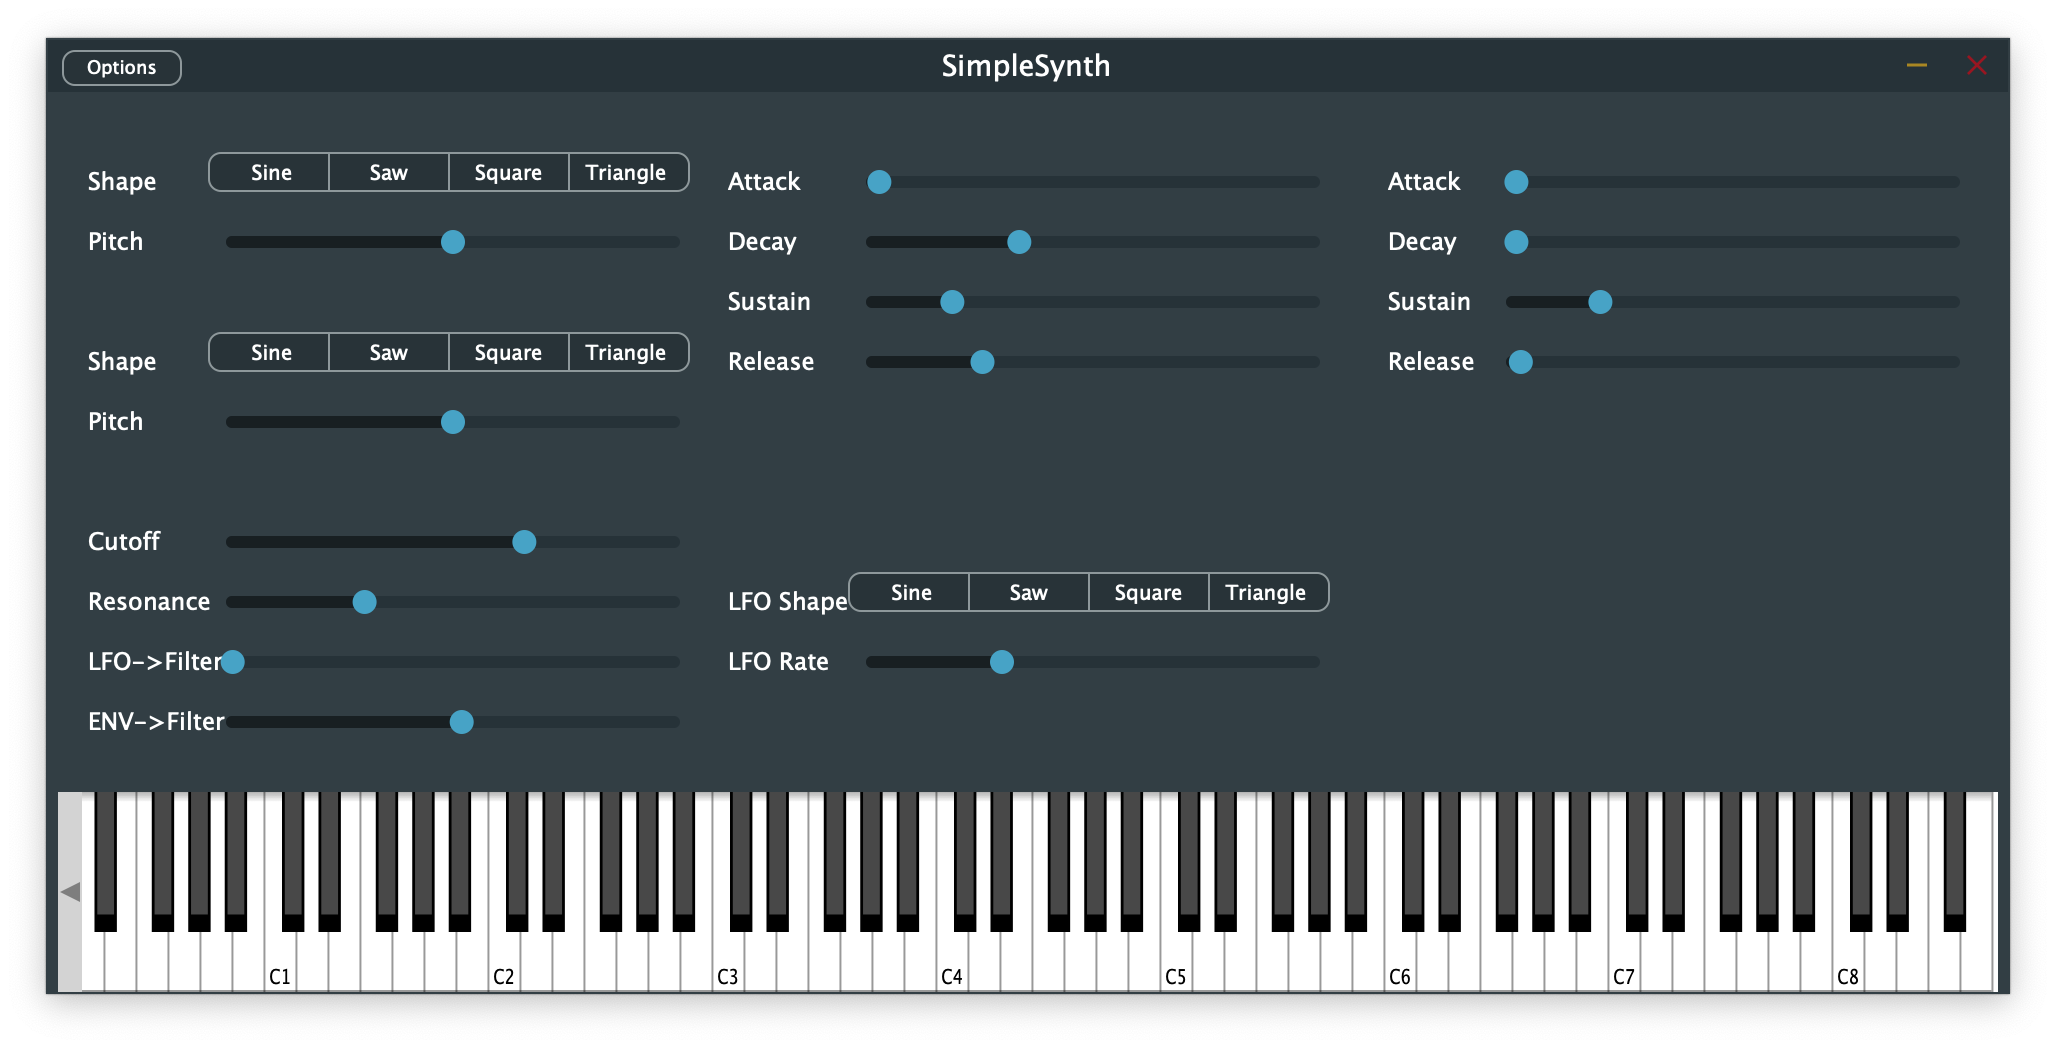 Options
SimpleSynth
Shape Sine Saw Square Triangle
Pitch
Shape Sine Saw Square Triangle
Pitch
Attack
Decay
Sustain
Release
Attack
Decay
Sustain
Release
Cutoff
Resonance
LFO->Filter
ENV->Filter
LFO Shape Sine Saw Square Triangle
LFO Rate
C1 C2 C3 C4 C5 C6 C7 C8